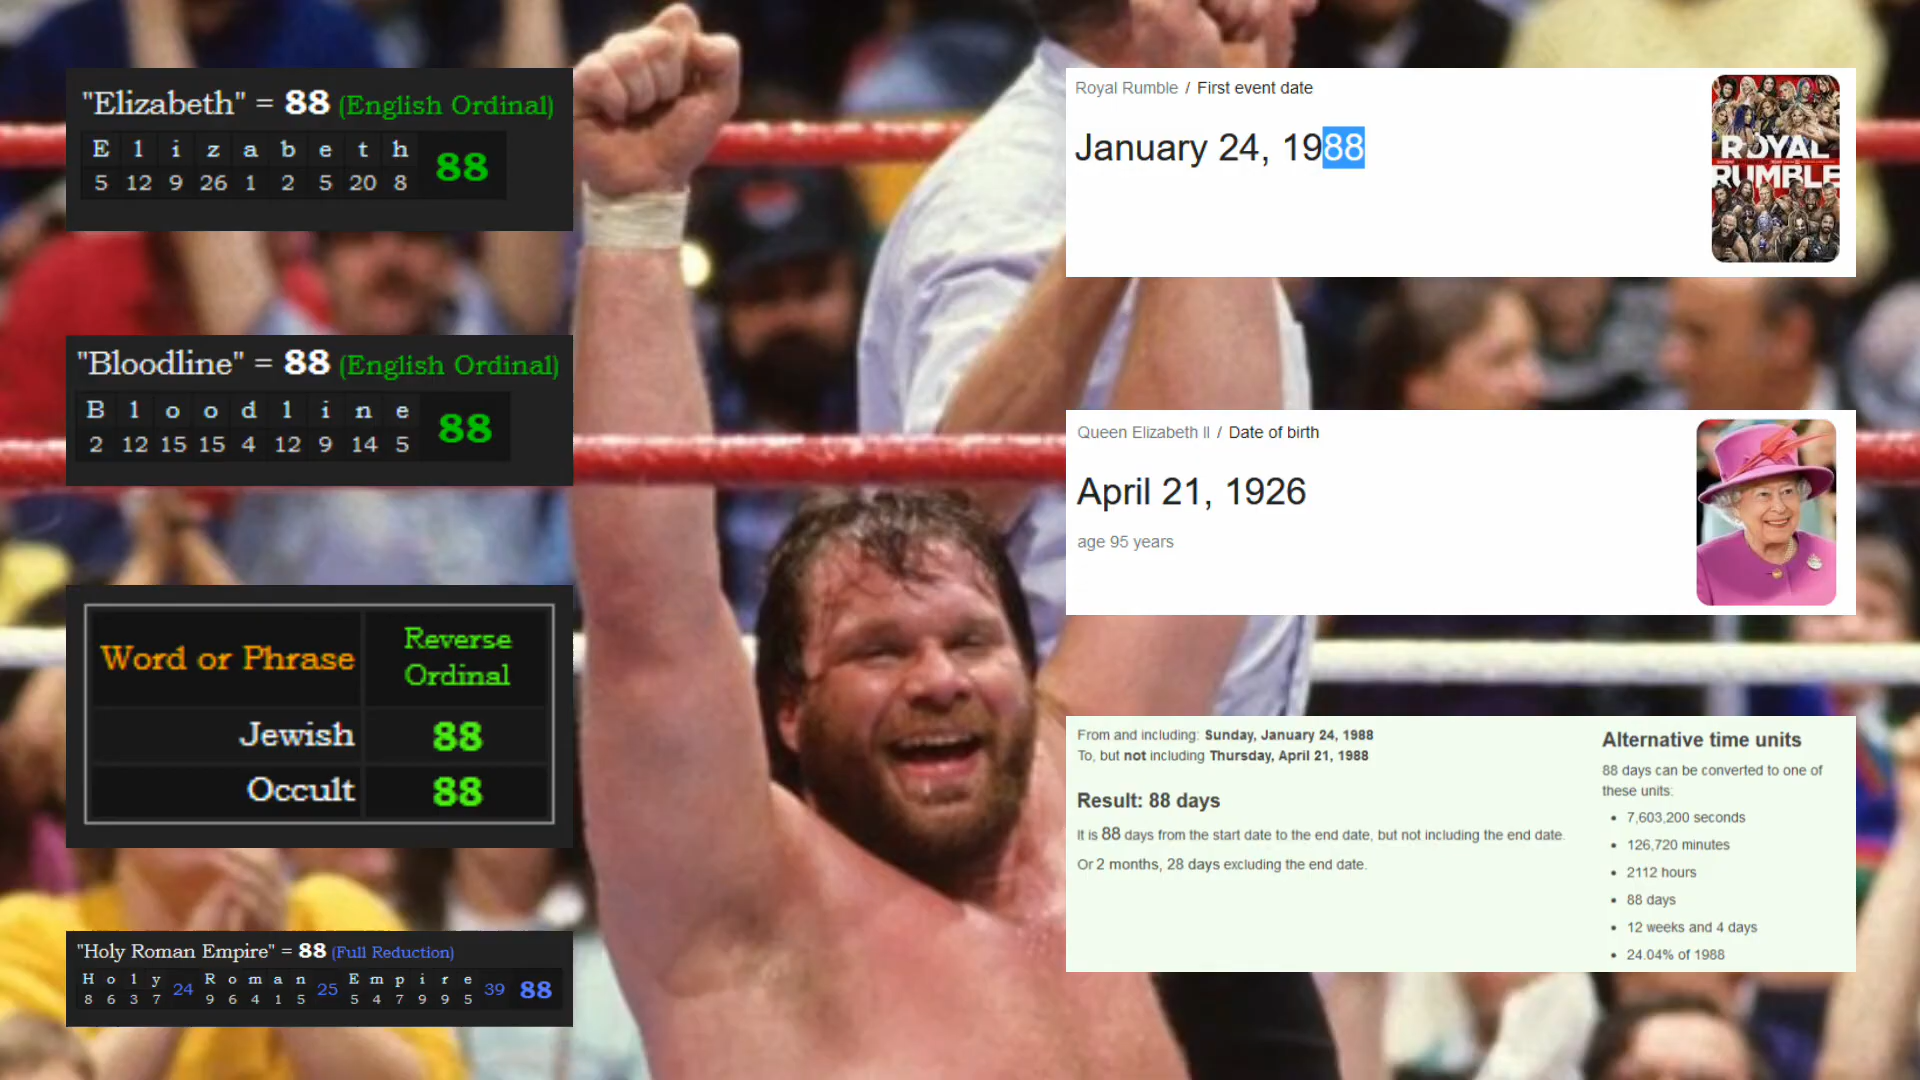 "Elizabeth" = 88 (English Ordinal)
E l i z a b e t h 88
5 12 9 26 1 2 5 20 8
"Bloodline" = 88 (English Ordinal)
B l o o d l i n e 88
2 12 15 15 4 12 9 14 5
Word or Phrase Reverse Ordinal
Jewish 88
Occult 88
"Holy Roman Empire" = 88 (Full Reduction)
H o l y 24 R o m a n 25 E m p i r e 39 88
8 6 3 7 9 6 4 1 5 5 4 7 9 9 5
Royal Rumble / First event date
January 24, 1988
ROYAL
RUMBLE
Queen Elizabeth II / Date of birth
April 21, 1926
age 95 years
From and including: Sunday, January 24, 1988
To, but not including Thursday, April 21, 1988
Result: 88 days
It is 88 days from the start date to the end date, but not including the end date.
Or 2 months, 28 days excluding the end date.
Alternative time units
88 days can be converted to one of
these units:
• 7,603,200 seconds
• 126,720 minutes
• 2112 hours
• 88 days
• 12 weeks and 4 days
• 24.04% of 1988